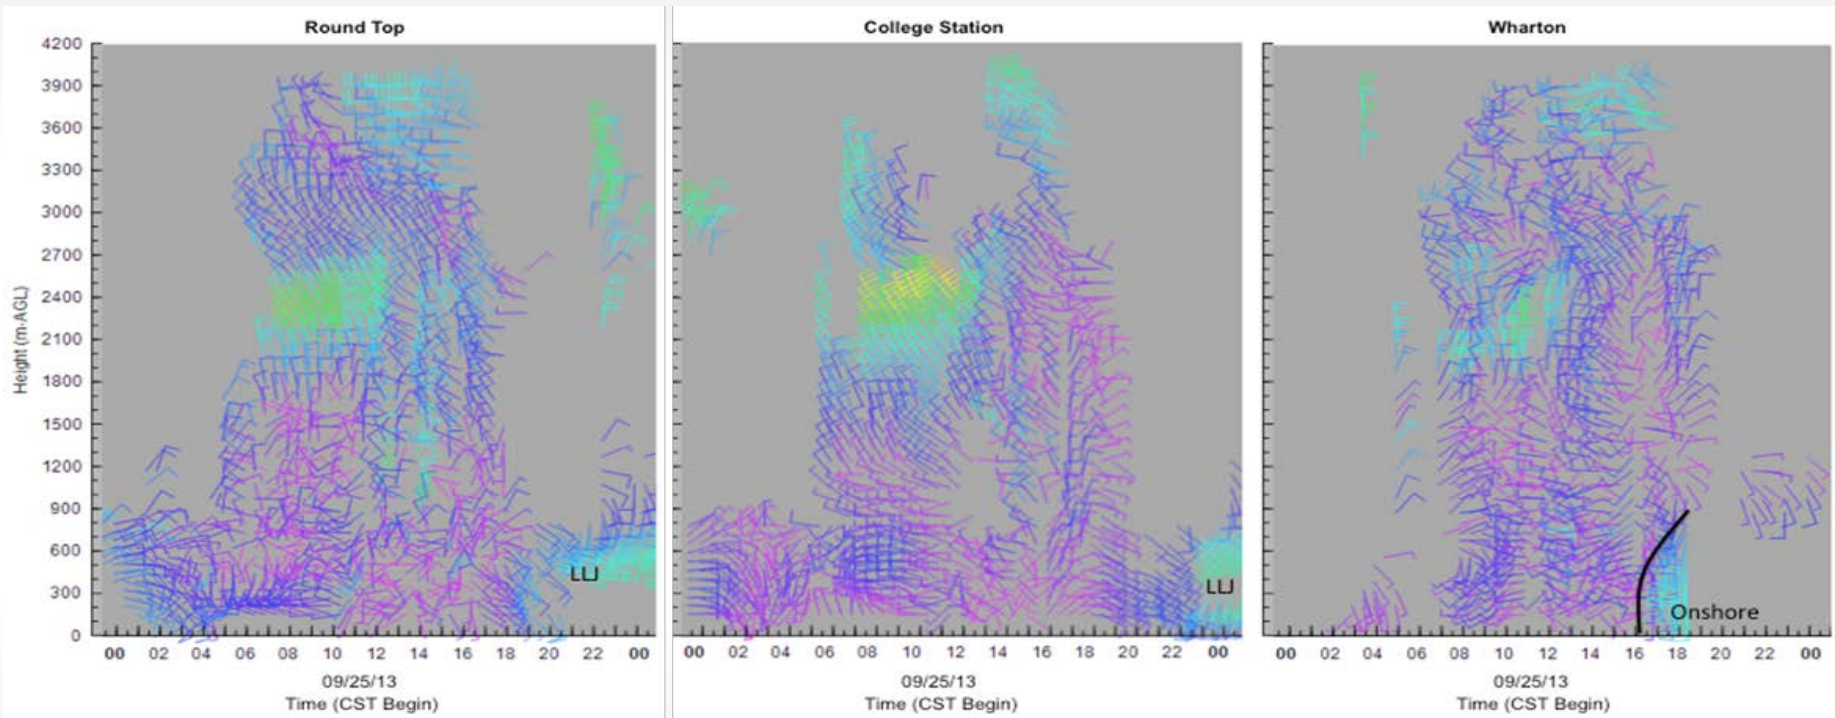 Round Top
College Station
Wharton
Height (m-AGL)
4200
3900
3600
3300
3000
2700
2400
2100
1800
1500
1200
900
600
300
0
LLJ
LLJ
Onshore
00 02 04 06 08 10 12 14 16 18 20 22 00
00 02 04 06 08 10 12 14 16 18 20 22 00
00 02 04 06 08 10 12 14 16 18 20 22 00
09/25/13
09/25/13
09/25/13
Time (CST Begin)
Time (CST Begin)
Time (CST Begin)